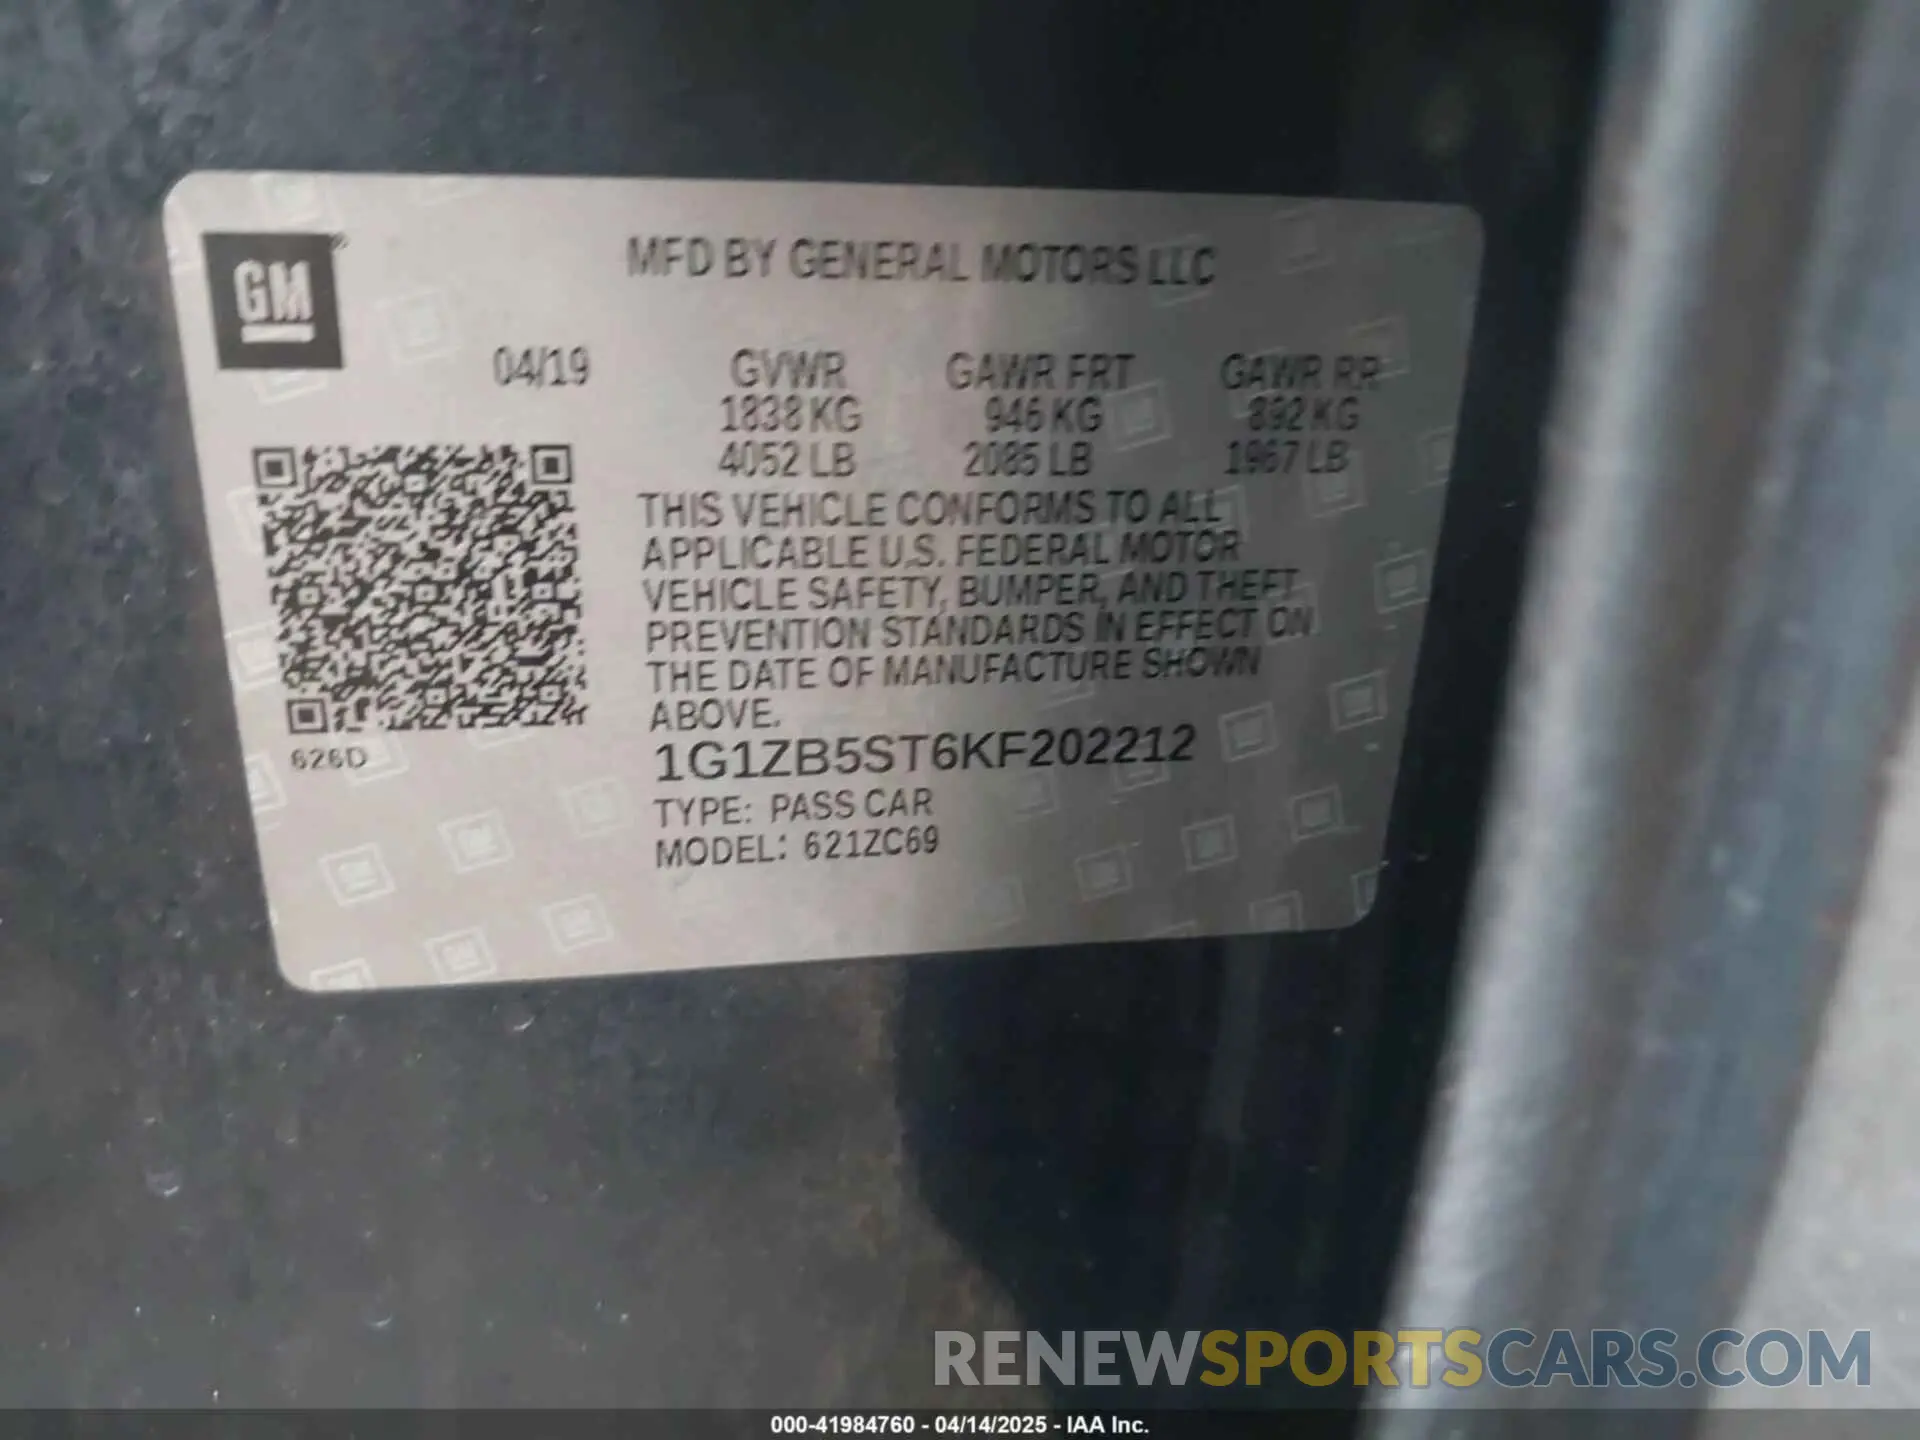 GM
MFD BY GENERAL MOTORS LLC
04/19 GVWR GAWR FRT GAWR RR
1838 KG 946 KG 892 KG
4052 LB 2085 LB 1967 LB
THIS VEHICLE CONFORMS TO ALL
APPLICABLE U.S. FEDERAL MOTOR
VEHICLE SAFETY, BUMPER, AND THEFT
PREVENTION STANDARDS IN EFFECT ON
THE DATE OF MANUFACTURE SHOWN
ABOVE.
626D
1G1ZB5ST6KF202212
TYPE: PASS CAR
MODEL: 621ZC69
RENEWSPORTSCARS.COM
000-41984760 - 04/14/2025 - IAA Inc.